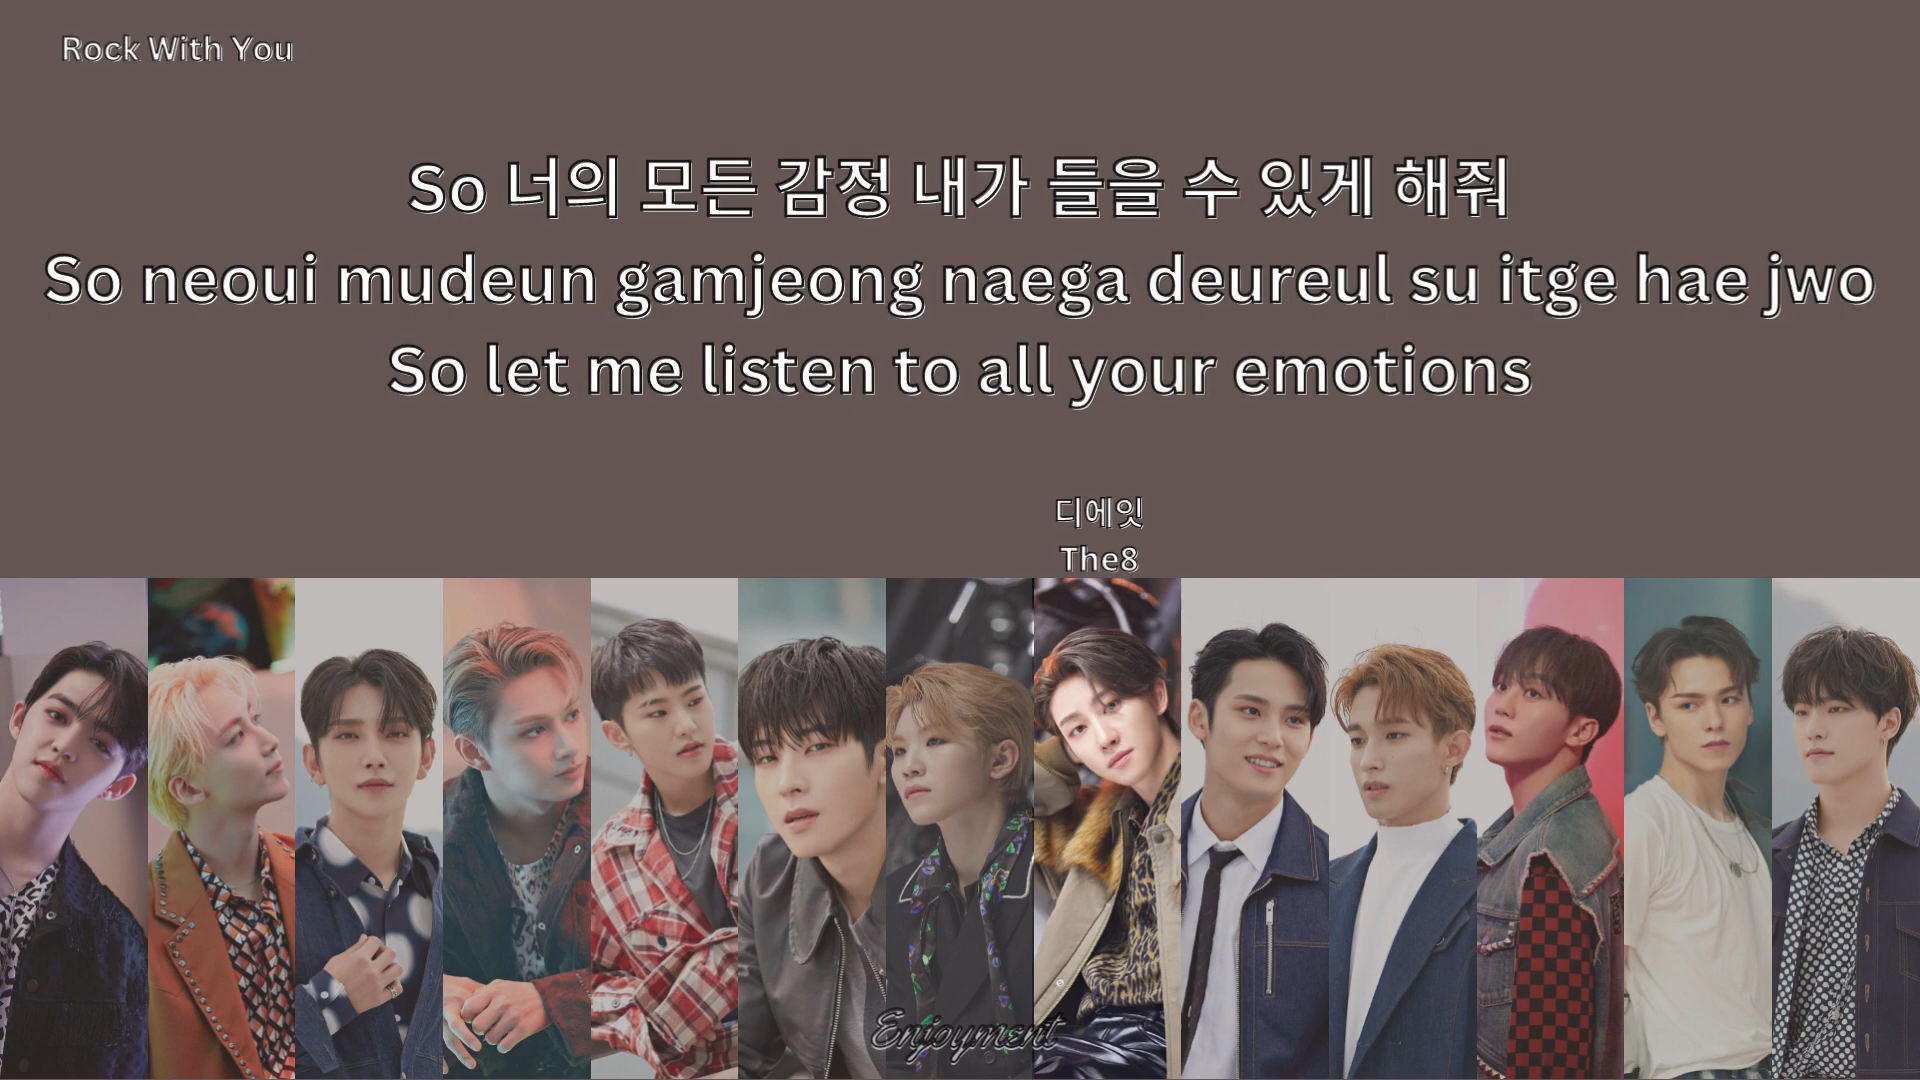 Rock With You
So 너의 모든 감정 내가 들을 수 있게 해줘
So neoui mudeun gamjeong naega deureul su itge hae jwo
So let me listen to all your emotions
디에잇
The8
Enjoyment